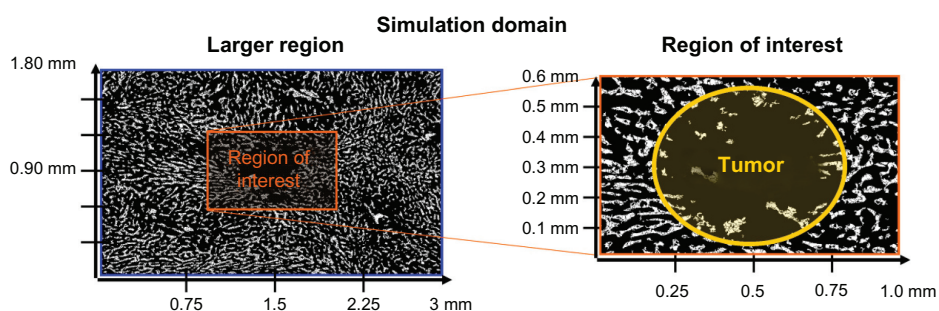 Simulation domain
Larger region
Region of interest
1.80 mm
0.90 mm
Region of
interest
0.75
1.5
2.25
3 mm
0.6 mm
0.5 mm
0.4 mm
0.3 mm
0.2 mm
0.1 mm
Tumor
0.25
0.5
0.75
1.0 mm